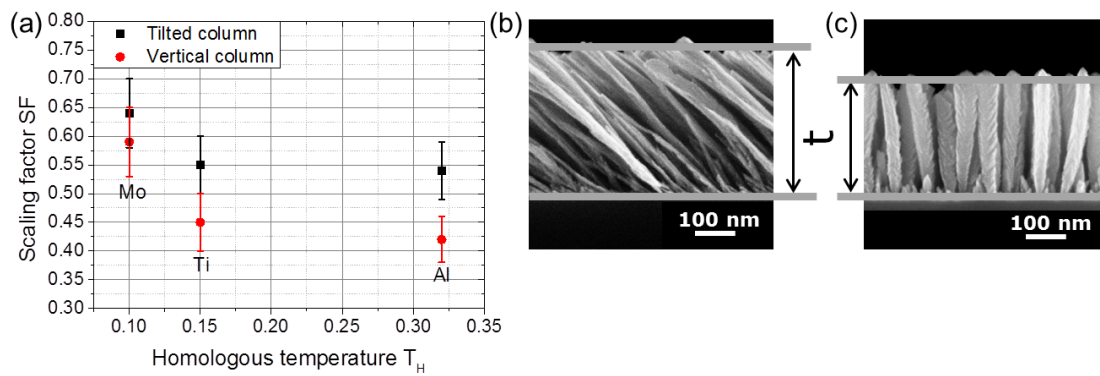 (a)
0.80
0.75
0.70
0.65
0.60
0.55
0.50
0.45
0.40
0.35
0.30
Scaling factor SF
Tilted column
Vertical column
Mo
Ti
Al
0.10
0.15
0.20
0.25
0.30
0.35
Homologous temperature T_H
(b)
100 nm
t
(c)
100 nm